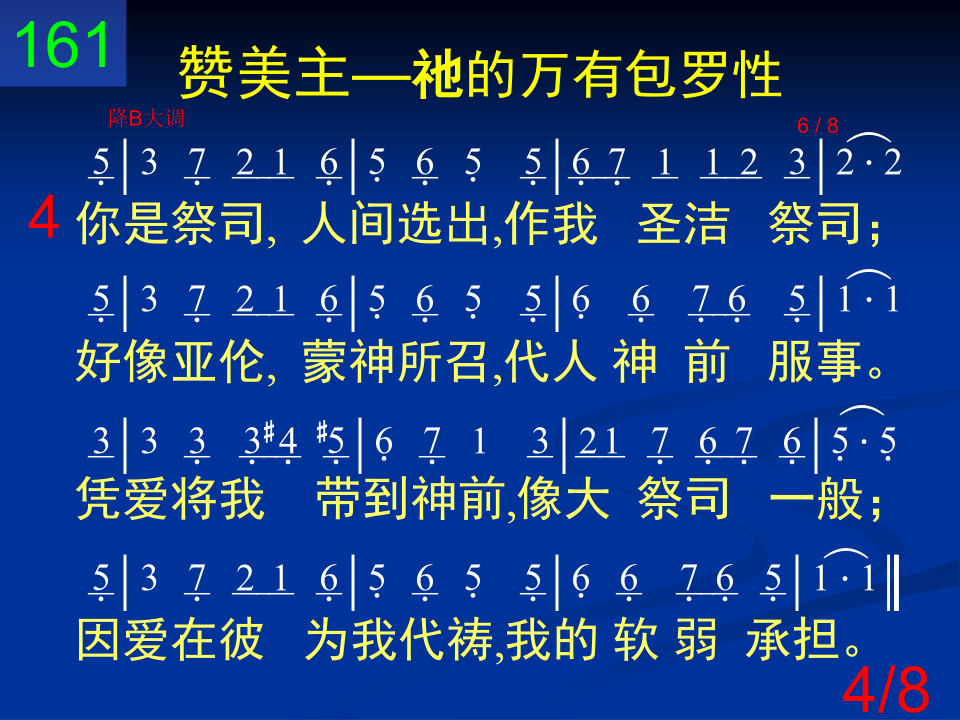 161
赞美主—祂的万有包罗性
降B大调
6 / 8
5̣ | 3 7̣ 2 1 6̣ | 5̣ 6̣ 5̣ 5̣ | 6̣ 7̣ 1 1 2 3 | 2 · 2
4 你是祭司, 人间选出,作我 圣洁 祭司；
5̣ | 3 7̣ 2 1 6̣ | 5̣ 6̣ 5̣ 5̣ | 6̣ 6̣ 7̣ 6̣ 5̣ | 1 · 1
好像亚伦, 蒙神所召,代人 神 前 服事。
3 | 3 3̣ 3̣ #4̣ #5̣ | 6̣ 7̣ 1 3 | 2 1 7̣ 6̣ 7̣ 6̣ | 5̣ · 5̣
凭爱将我 带到神前,像大 祭司 一般；
5̣ | 3 7̣ 2 1 6̣ | 5̣ 6̣ 5̣ 5̣ | 6̣ 6̣ 7̣ 6̣ 5̣ | 1 · 1 ‖
因爱在彼 为我代祷,我的 软 弱 承担。
4/8